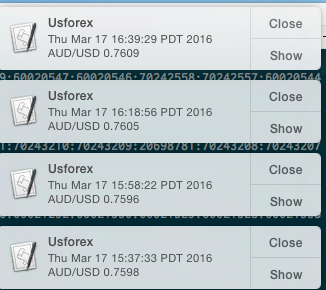 Usforex
Close
Thu Mar 17 16:39:29 PDT 2016
AUD/USD 0.7609
Show
9:60020547:60020546:70242558:70242557:60020544
Usforex
Close
Thu Mar 17 16:18:56 PDT 2016
AUD/USD 0.7605
Show
1:70243210:70243209:20698781:70243208:70243207
Usforex
Close
Thu Mar 17 15:58:22 PDT 2016
AUD/USD 0.7596
Show
Usforex
Close
Thu Mar 17 15:37:33 PDT 2016
AUD/USD 0.7598
Show